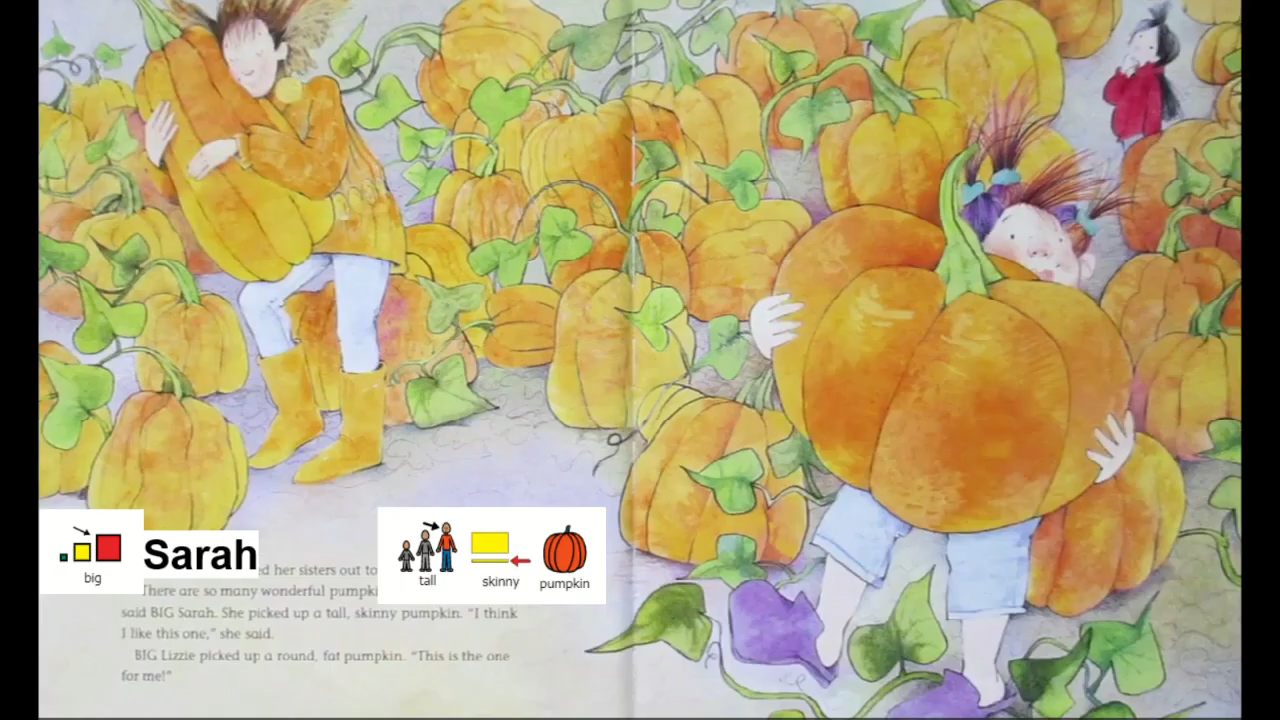 big
Sarah
tall
skinny
pumpkin
ed her sisters out to
"There are so many wonderful pumpki
said BIG Sarah. She picked up a tall, skinny pumpkin. "I think
I like this one," she said.
BIG Lizzie picked up a round, fat pumpkin. "This is the one
for me!"